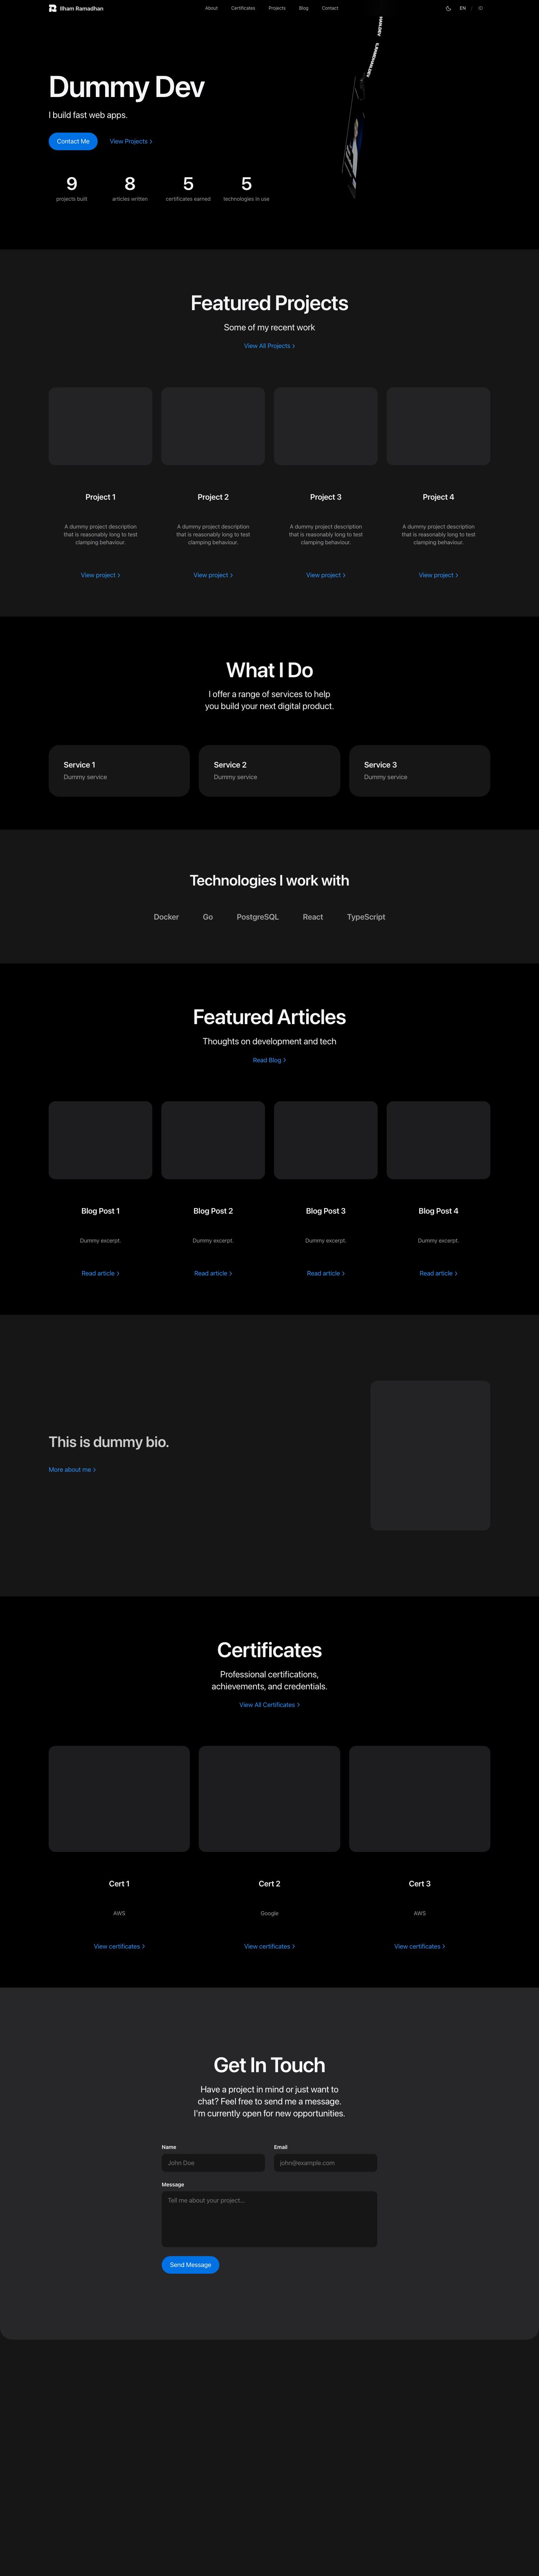 Ilham Ramadhan
About
Certificates
Projects
Blog
Contact
EN
|
ID
Dummy Dev
I build fast web apps.
Contact Me
View Projects >
9
8
5
5
projects built
articles written
certificates earned
technologies in use
Featured Projects
Some of my recent work
View All Projects >
Project 1
Project 2
Project 3
Project 4
A dummy project description
that is reasonably long to test
clamping behaviour.
A dummy project description
that is reasonably long to test
clamping behaviour.
A dummy project description
that is reasonably long to test
clamping behaviour.
A dummy project description
that is reasonably long to test
clamping behaviour.
View project >
View project >
View project >
View project >
What I Do
I offer a range of services to help
you build your next digital product.
Service 1
Dummy service
Service 2
Dummy service
Service 3
Dummy service
Technologies I work with
Docker
Go
PostgreSQL
React
TypeScript
Featured Articles
Thoughts on development and tech
Read Blog >
Blog Post 1
Blog Post 2
Blog Post 3
Blog Post 4
Dummy excerpt.
Dummy excerpt.
Dummy excerpt.
Dummy excerpt.
Read article >
Read article >
Read article >
Read article >
This is dummy bio.
More about me >
Certificates
Professional certifications,
achievements, and credentials.
View All Certificates >
Cert 1
Cert 2
Cert 3
AWS
Google
AWS
View certificates >
View certificates >
View certificates >
Get In Touch
Have a project in mind or just want to
chat? Feel free to send me a message.
I'm currently open for new opportunities.
Name
Email
John Doe
john@example.com
Message
Tell me about your project...
Send Message